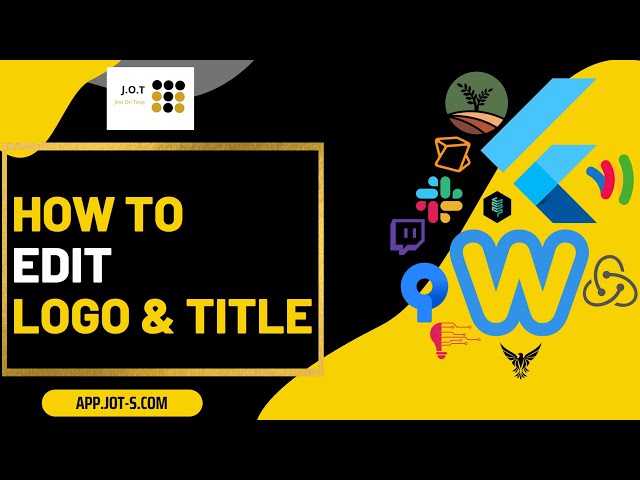 J.O.T
Just On Time
HOW TO
EDIT
LOGO & TITLE
APP.JOT-S.COM
W